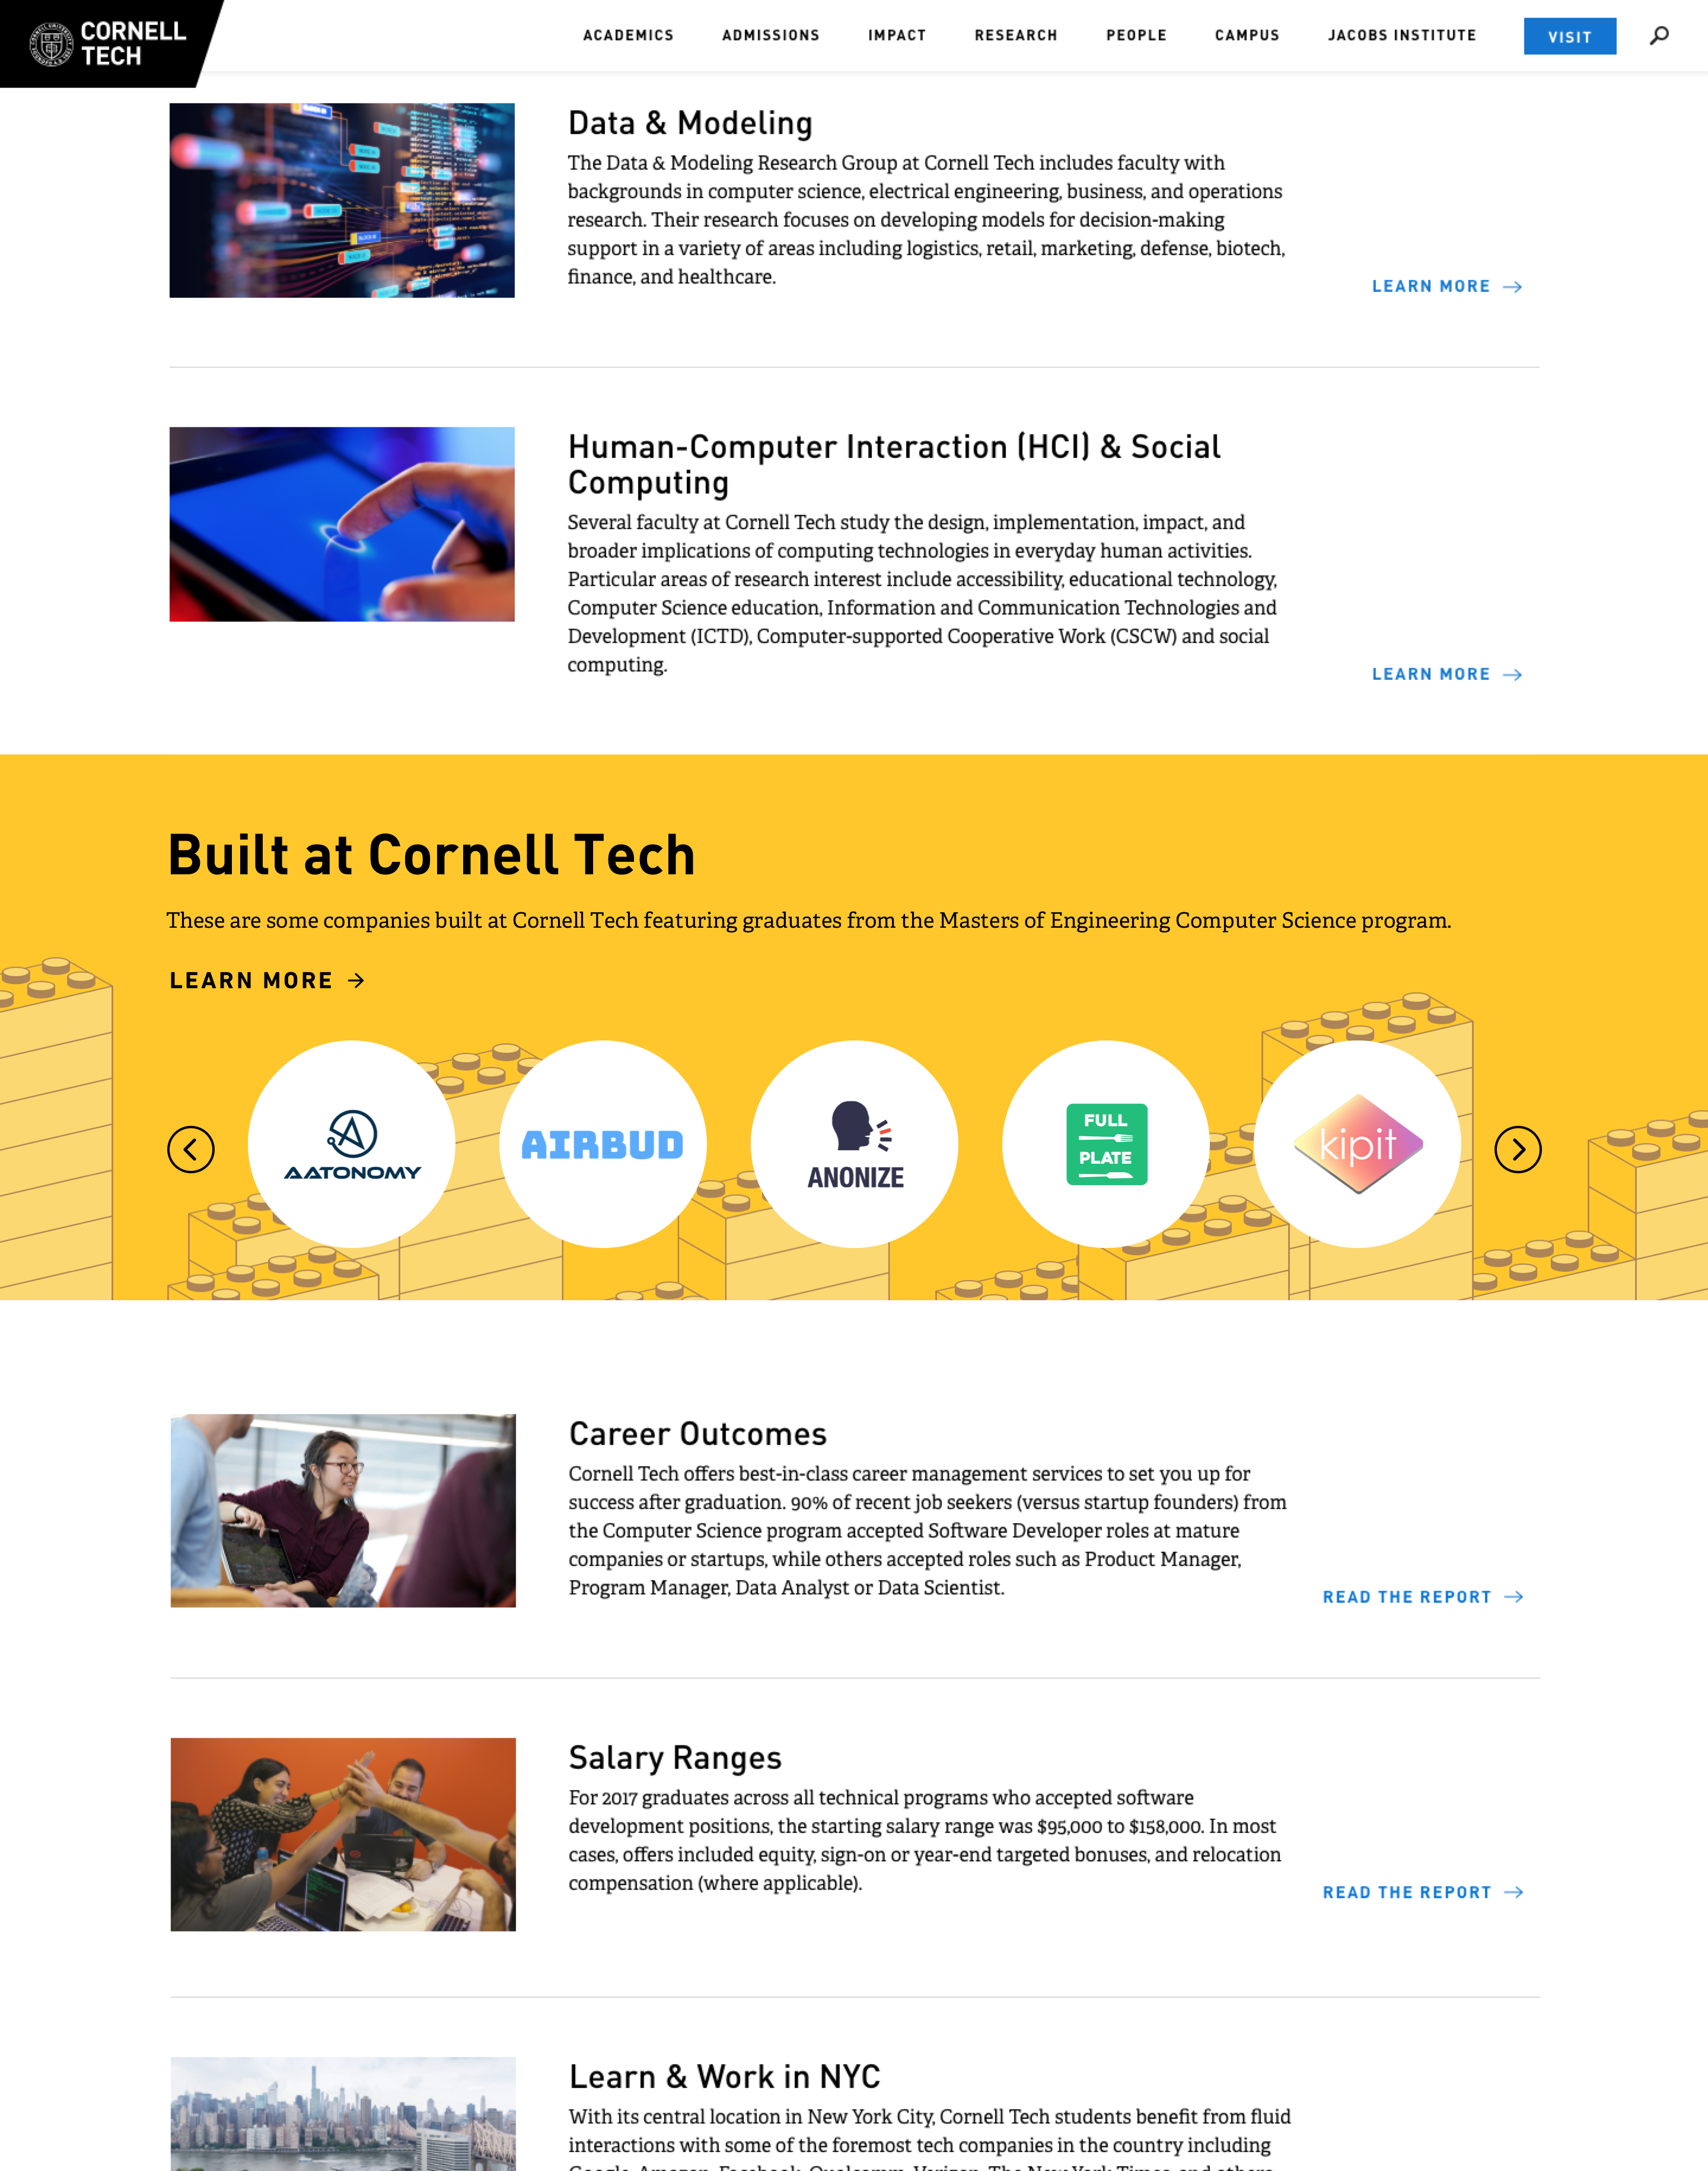 CORNELL
TECH
ACADEMICS
ADMISSIONS
IMPACT
RESEARCH
PEOPLE
CAMPUS
JACOBS INSTITUTE
VISIT
Data & Modeling
The Data & Modeling Research Group at Cornell Tech includes faculty with
backgrounds in computer science, electrical engineering, business, and operations
research. Their research focuses on developing models for decision-making
support in a variety of areas including logistics, retail, marketing, defense, biotech,
finance, and healthcare.
LEARN MORE →
Human-Computer Interaction (HCI) & Social
Computing
Several faculty at Cornell Tech study the design, implementation, impact, and
broader implications of computing technologies in everyday human activities.
Particular areas of research interest include accessibility, educational technology,
Computer Science education, Information and Communication Technologies and
Development (ICTD), Computer-supported Cooperative Work (CSCW) and social
computing.
LEARN MORE →
Built at Cornell Tech
These are some companies built at Cornell Tech featuring graduates from the Masters of Engineering Computer Science program.
LEARN MORE →
AATONOMY
AIRBUD
ANONIZE
FULL
PLATE
kipit
Career Outcomes
Cornell Tech offers best-in-class career management services to set you up for
success after graduation. 90% of recent job seekers (versus startup founders) from
the Computer Science program accepted Software Developer roles at mature
companies or startups, while others accepted roles such as Product Manager,
Program Manager, Data Analyst or Data Scientist.
READ THE REPORT →
Salary Ranges
For 2017 graduates across all technical programs who accepted software
development positions, the starting salary range was $95,000 to $158,000. In most
cases, offers included equity, sign-on or year-end targeted bonuses, and relocation
compensation (where applicable).
READ THE REPORT →
Learn & Work in NYC
With its central location in New York City, Cornell Tech students benefit from fluid
interactions with some of the foremost tech companies in the country including
Google, Amazon, Facebook, Qualcomm, Verizon, The New York Times, and others